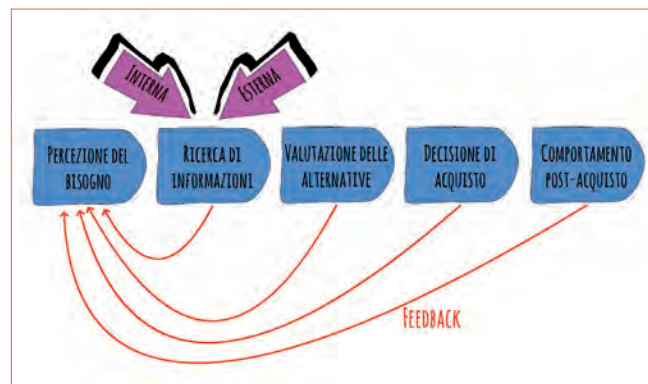 INTERNA
ESTERNA
PERCEZIONE DEL
BISOGNO
RICERCA DI
INFORMAZIONI
VALUTAZIONE DELLE
ALTERNATIVE
DECISIONE DI
ACQUISTO
COMPORTAMENTO
POST-ACQUISTO
FEEDBACK